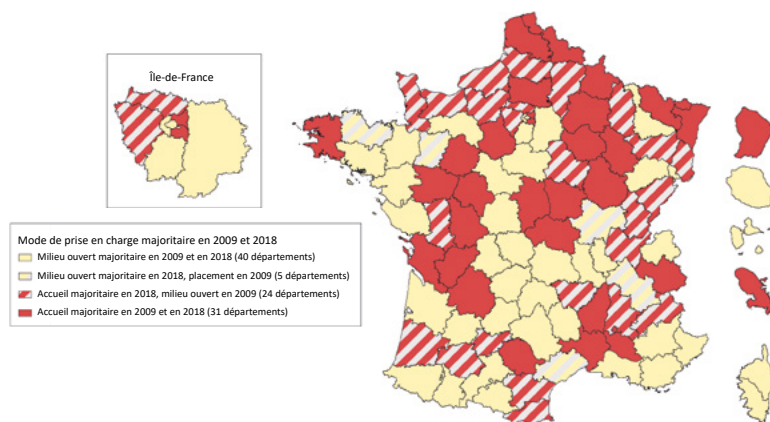 Île-de-France
Mode de prise en charge majoritaire en 2009 et en 2018
Milieu ouvert majoritaire en 2009 et en 2018 (40 départements)
Milieu ouvert majoritaire en 2018, placement en 2009 (5 départements)
Accueil majoritaire en 2018, milieu ouvert en 2009 (24 départements)
Accueil majoritaire en 2009 et en 2018 (31 départements)